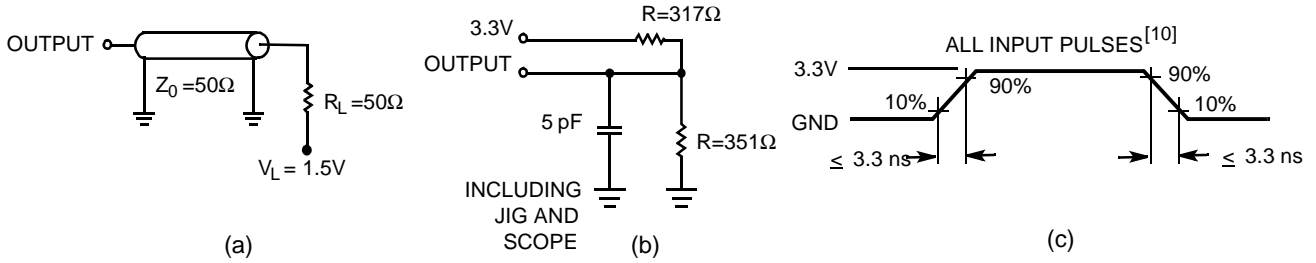 OUTPUT
Z0 =50Ω
RL =50Ω
VL = 1.5V
(a)
R=317Ω
3.3V
OUTPUT
5 pF
R=351Ω
INCLUDING
JIG AND
SCOPE
(b)
ALL INPUT PULSES[10]
3.3V
90%
90%
10%
10%
GND
≤ 3.3 ns
≤ 3.3 ns
(c)